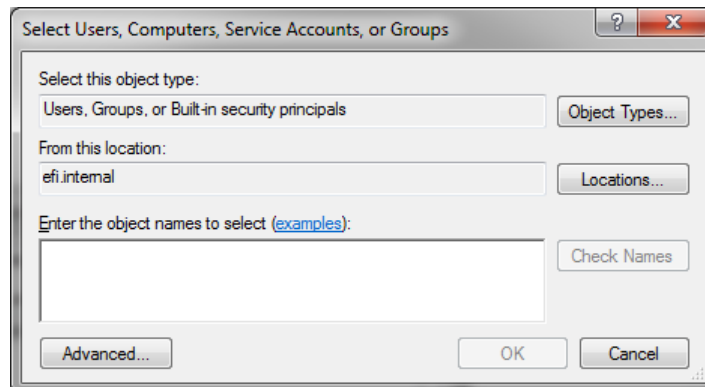 Select Users, Computers, Service Accounts, or Groups
Select this object type:
Users, Groups, or Built-in security principals
Object Types...
From this location:
efi.internal
Locations...
Enter the object names to select (examples):
Check Names
Advanced...
OK
Cancel